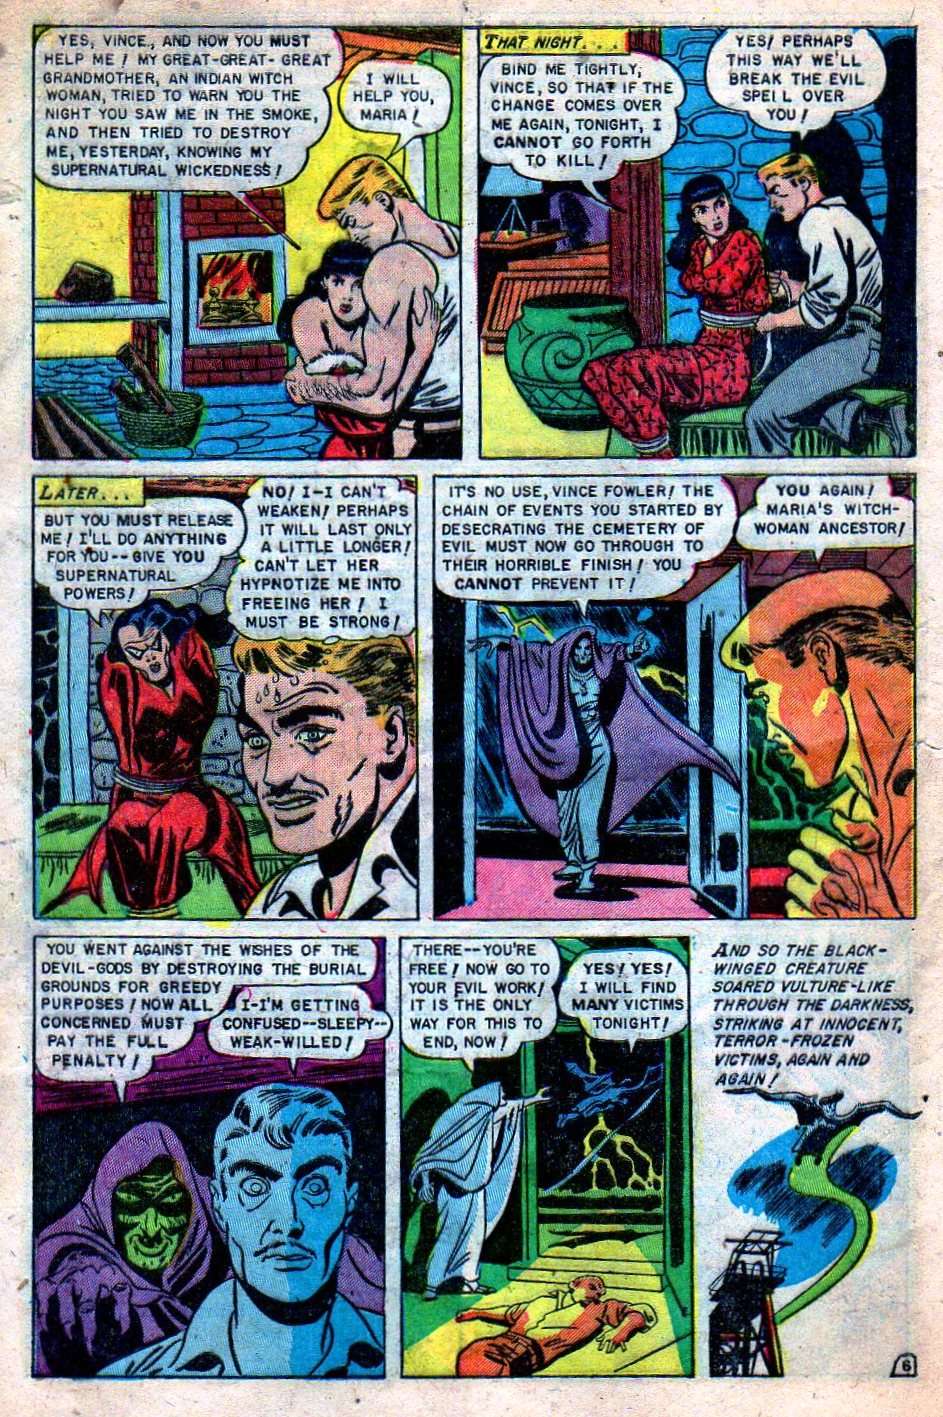 YES, VINCE, AND NOW YOU MUST
HELP ME! MY GREAT-GREAT-GREAT
GRANDMOTHER, AN INDIAN WITCH
WOMAN, TRIED TO WARN YOU THE
NIGHT YOU SAW ME IN THE SMOKE,
AND THEN TRIED TO DESTROY
ME, YESTERDAY, KNOWING MY
SUPERNATURAL WICKEDNESS!
I WILL
HELP YOU,
MARIA!
THAT NIGHT...
BIND ME TIGHTLY,
VINCE, SO THAT IF THE
CHANGE COMES OVER
ME AGAIN, TONIGHT, I
CANNOT GO FORTH
TO KILL!
YES! PERHAPS
THIS WAY WE'LL
BREAK THE EVIL
SPELL OVER
YOU!
LATER...
BUT YOU MUST RELEASE
ME! I'LL DO ANYTHING
FOR YOU--GIVE YOU
SUPERNATURAL
POWERS!
NO! I-I CAN'T
WEAKEN! PERHAPS
IT WILL LAST ONLY
A LITTLE LONGER!
CAN'T LET HER
HYPNOTIZE ME INTO
FREEING HER! I
MUST BE STRONG!
IT'S NO USE, VINCE FOWLER! THE
CHAIN OF EVENTS YOU STARTED BY
DESECRATING THE CEMETERY OF
EVIL MUST NOW GO THROUGH TO
THEIR HORRIBLE FINISH! YOU
CANNOT PREVENT IT!
YOU AGAIN!
MARIA'S WITCH-
WOMAN ANCESTOR!
YOU WENT AGAINST THE WISHES OF THE
DEVIL-GODS BY DESTROYING THE BURIAL
GROUNDS FOR GREEDY
PURPOSES! NOW ALL
CONCERNED MUST
PAY THE FULL
PENALTY!
I-I'M GETTING
CONFUSED--SLEEPY--
WEAK-WILLED!
THERE--YOU'RE
FREE! NOW GO TO
YOUR EVIL WORK!
IT IS THE ONLY
WAY FOR THIS TO
END, NOW!
YES! YES!
I WILL FIND
MANY VICTIMS
TONIGHT!
AND SO THE BLACK-
WINGED CREATURE
SOARED VULTURE-LIKE
THROUGH THE DARKNESS,
STRIKING AT INNOCENT,
TERROR-FROZEN
VICTIMS, AGAIN AND
AGAIN!
6